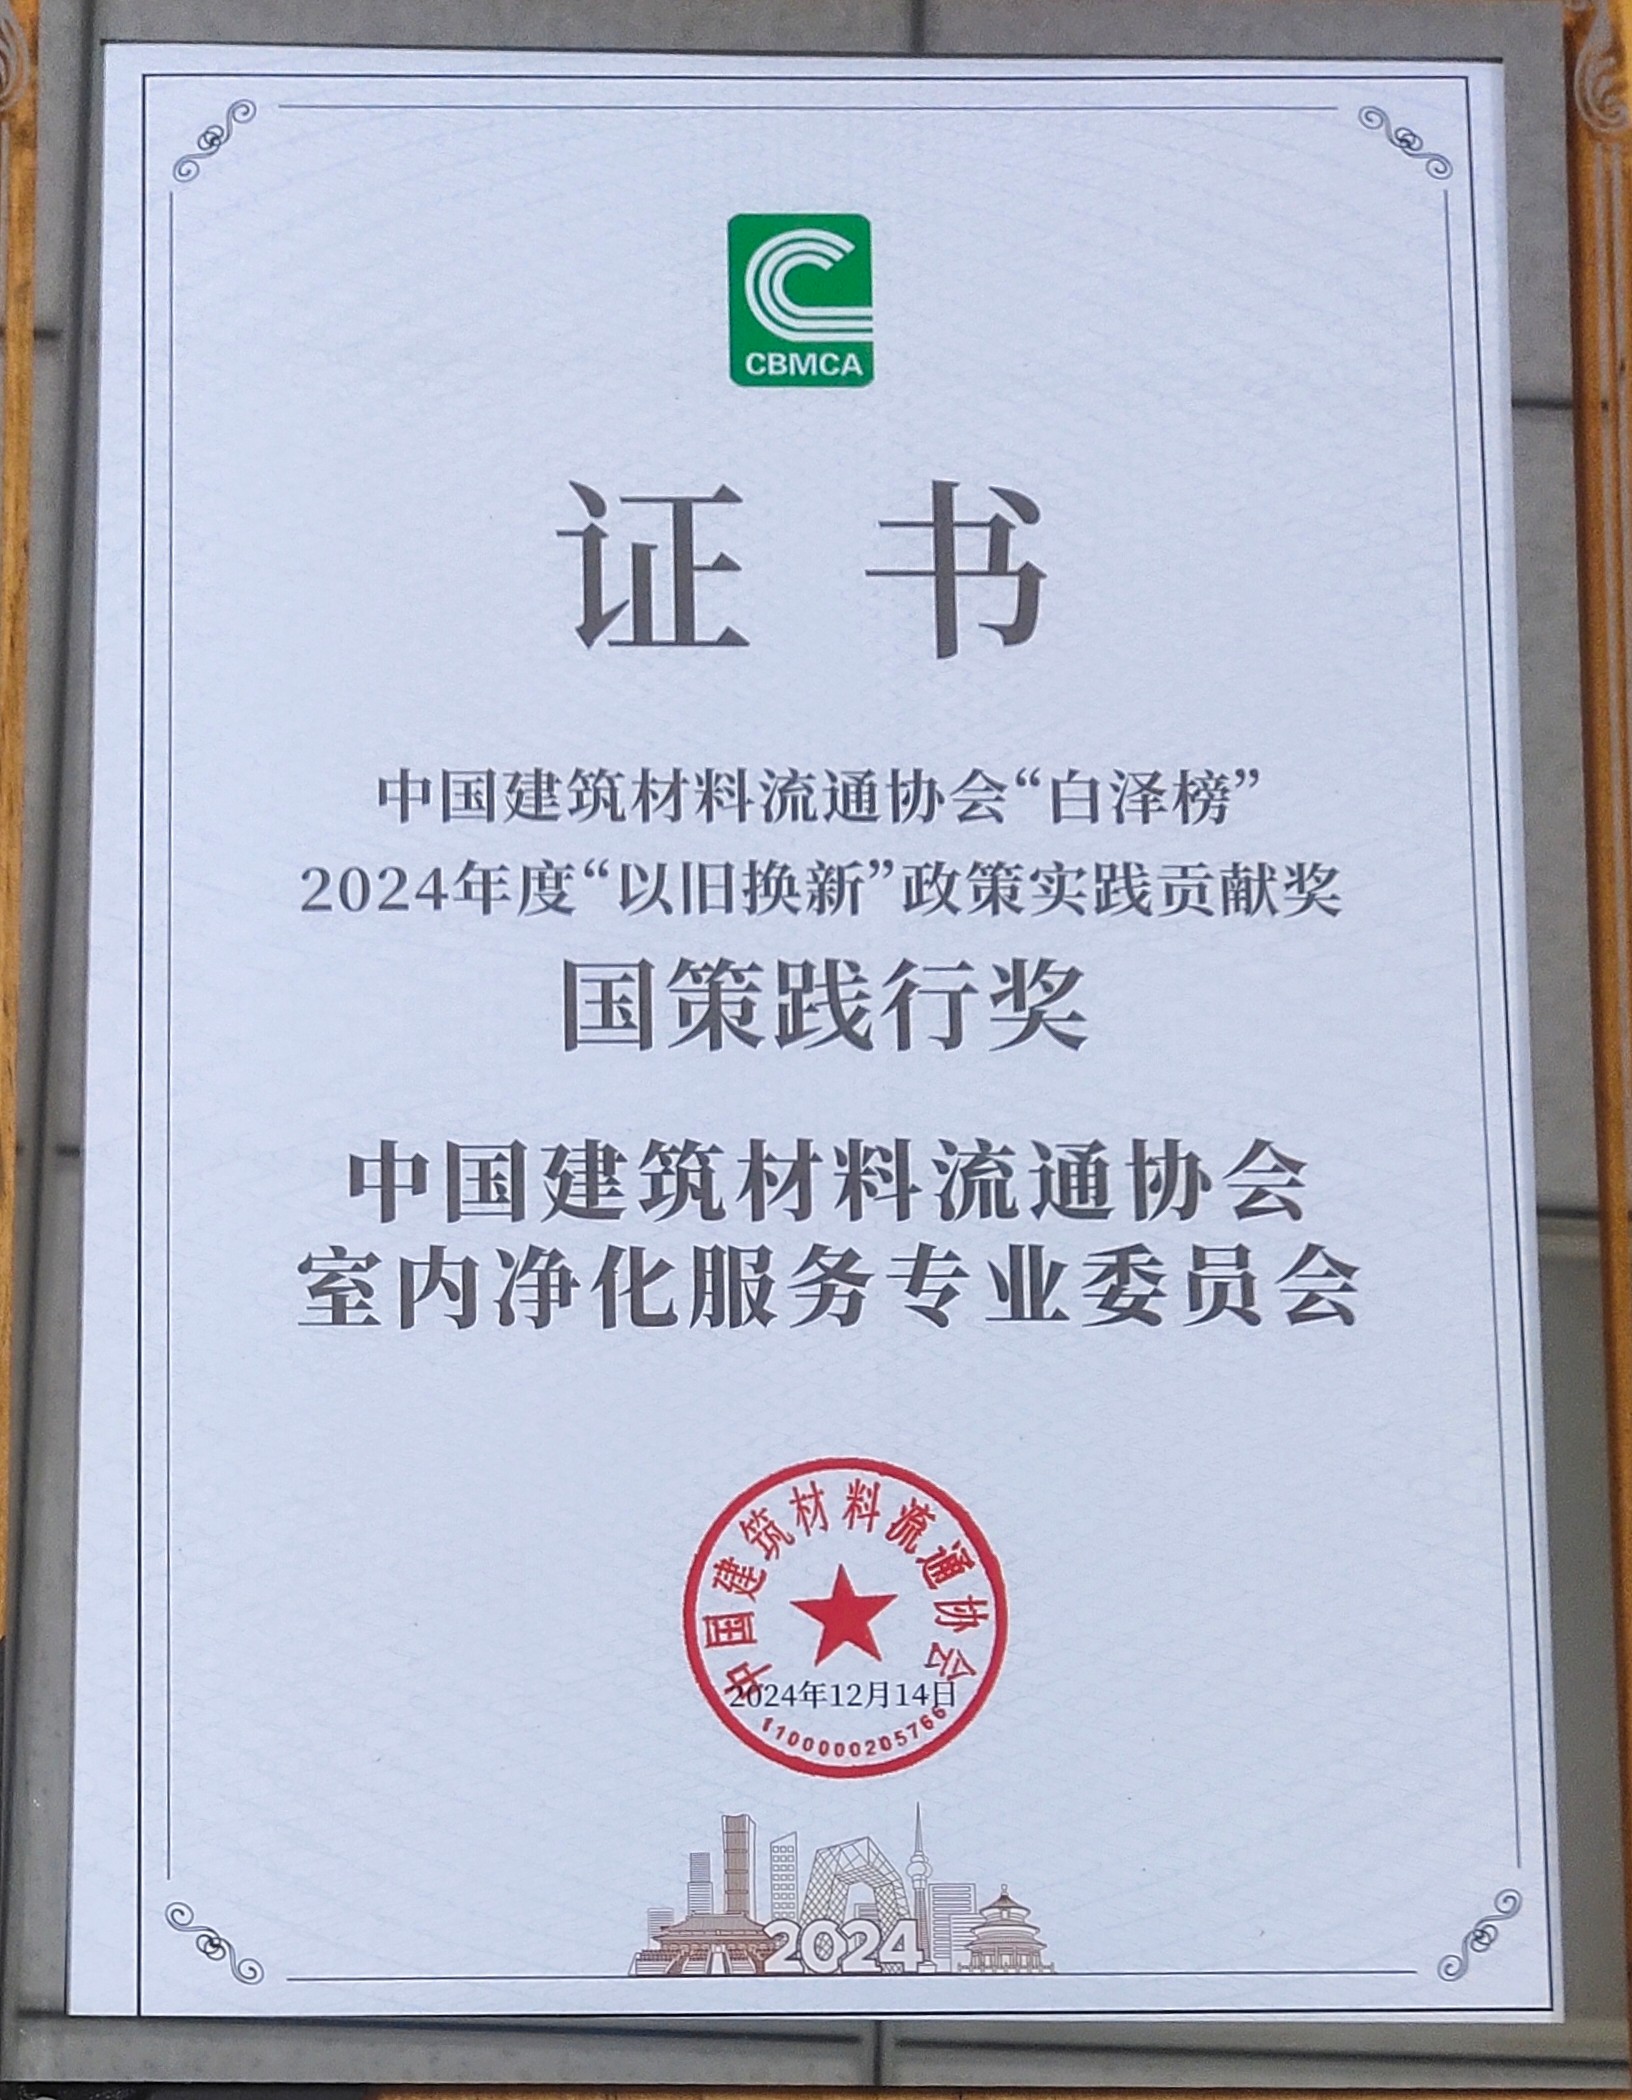 CBMCA
证书
中国建筑材料流通协会“白泽榜”
2024年度“以旧换新”政策实践贡献奖
国策践行奖
中国建筑材料流通协会
室内净化服务专业委员会
中国建筑材料流通协会
2024年12月14日
1100000205766
2024